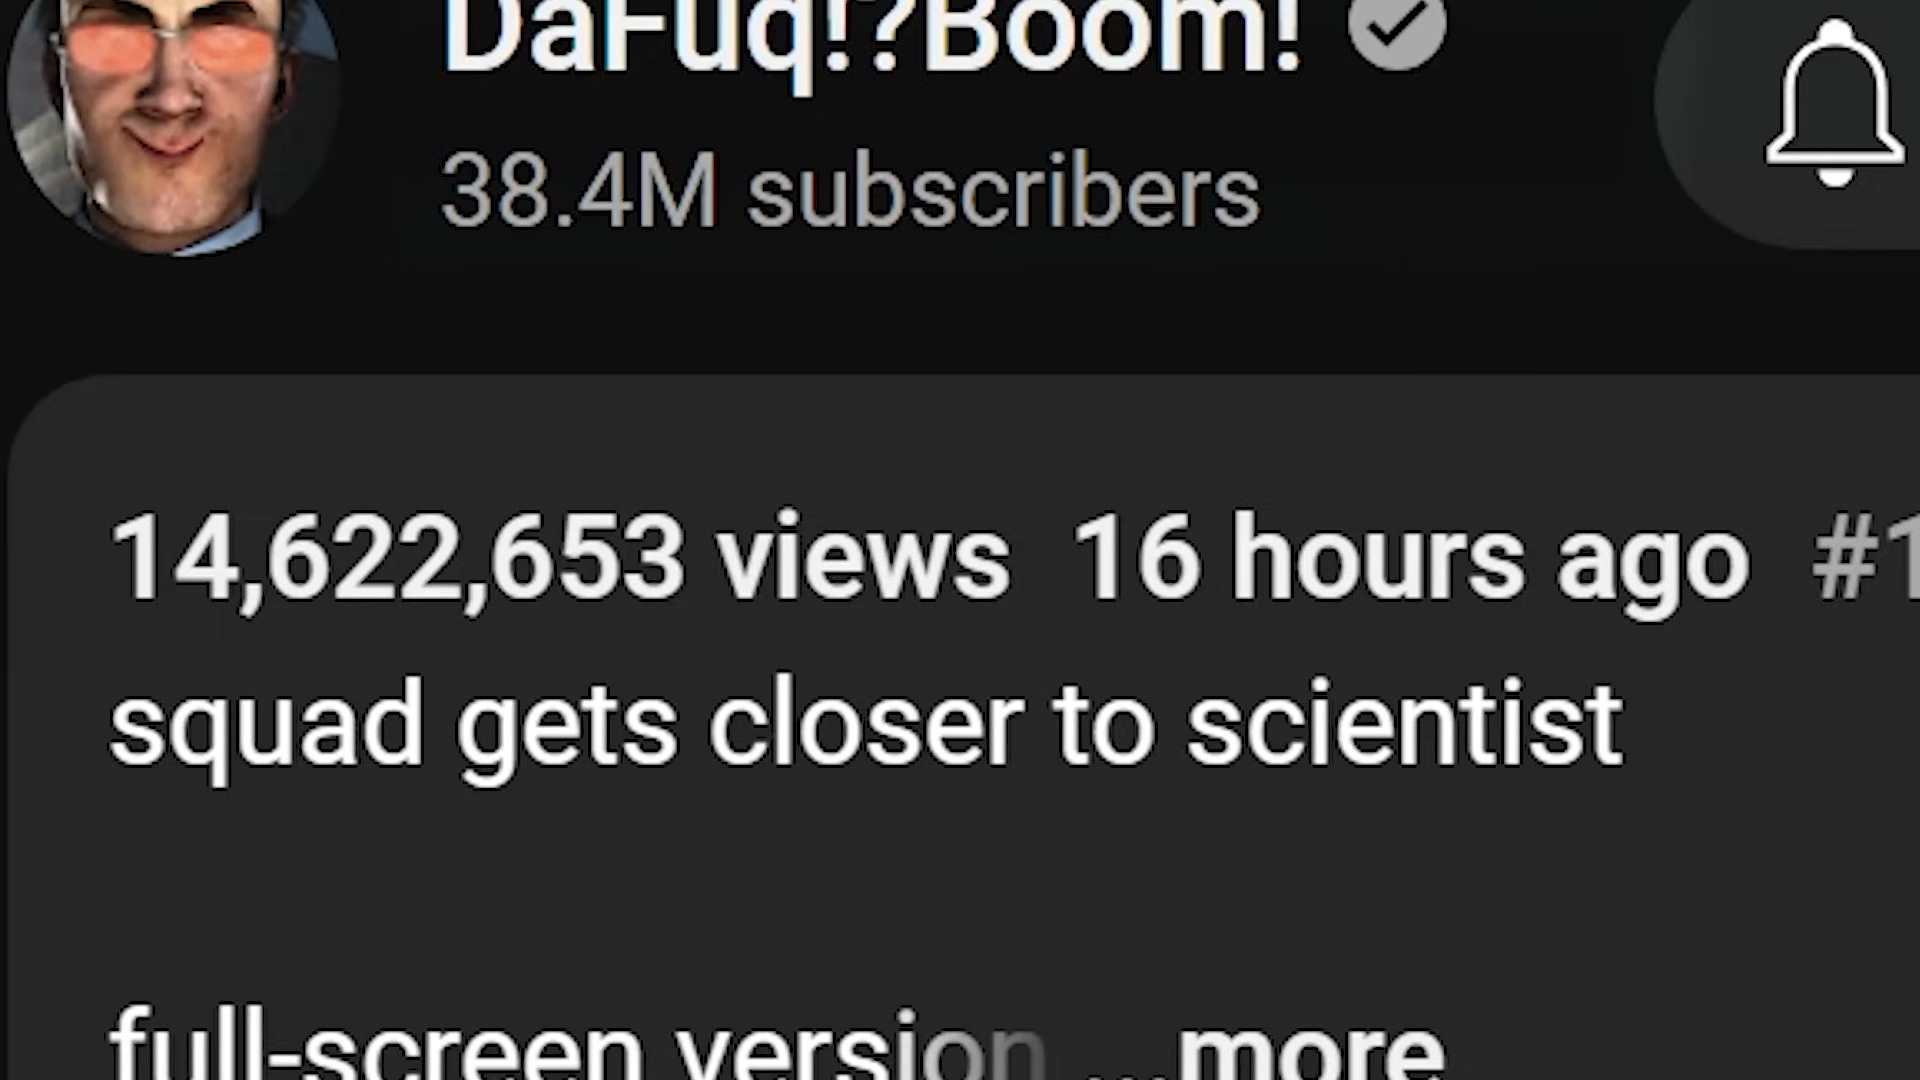 DaFuq!?Boom!
38.4M subscribers
14,622,653 views 16 hours ago #1
squad gets closer to scientist
full-screen version ...more